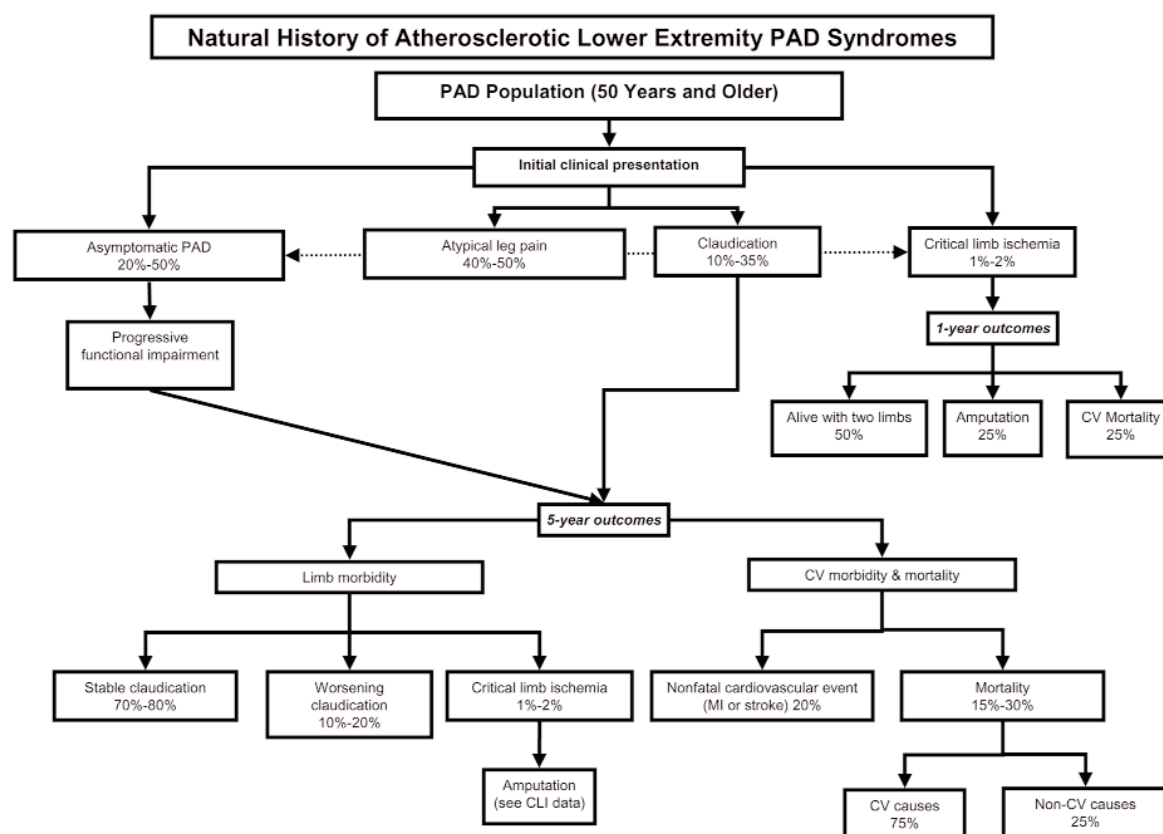 Natural History of Atherosclerotic Lower Extremity PAD Syndromes
PAD Population (50 Years and Older)
Initial clinical presentation
Asymptomatic PAD
20%-50%
Atypical leg pain
40%-50%
Claudication
10%-35%
Critical limb ischemia
1%-2%
Progressive
functional impairment
1-year outcomes
Alive with two limbs
50%
Amputation
25%
CV Mortality
25%
5-year outcomes
Limb morbidity
CV morbidity & mortality
Stable claudication
70%-80%
Worsening
claudication
10%-20%
Critical limb ischemia
1%-2%
Nonfatal cardiovascular event
(MI or stroke) 20%
Mortality
15%-30%
Amputation
(see CLI data)
CV causes
75%
Non-CV causes
25%